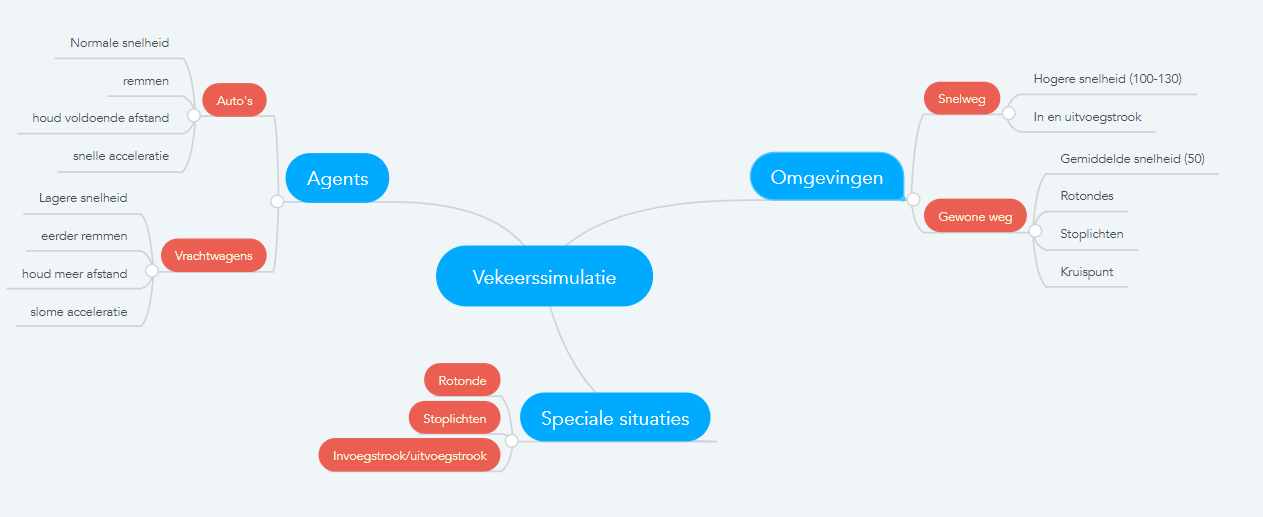 Vekeerssimulatie
Agents
Auto's
Normale snelheid
remmen
houd voldoende afstand
snelle acceleratie
Vrachtwagens
Lagere snelheid
eerder remmen
houd meer afstand
slome acceleratie
Omgevingen
Snelweg
Hogere snelheid (100-130)
In en uitvoegstrook
Gewone weg
Gemiddelde snelheid (50)
Rotondes
Stoplichten
Kruispunt
Speciale situaties
Rotonde
Stoplichten
Invoegstrook/uitvoegstrook